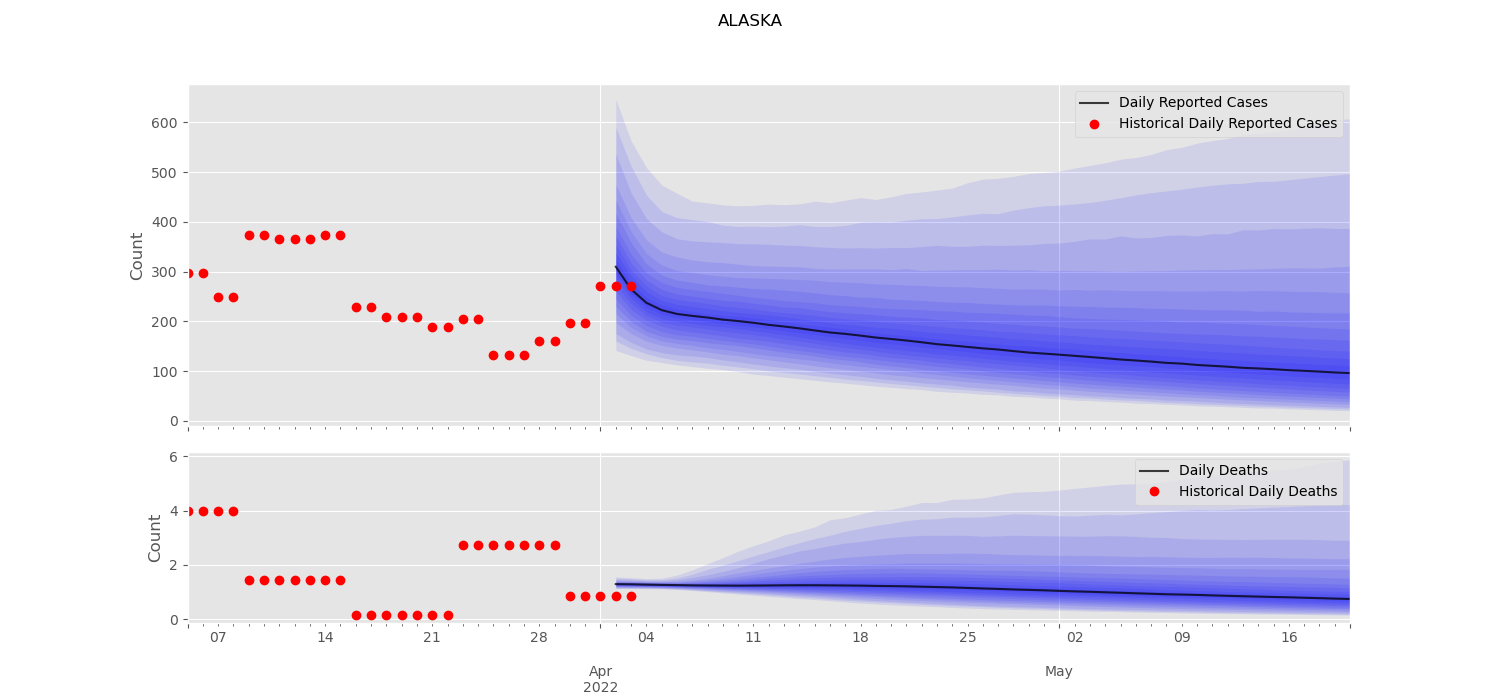 ALASKA
Count
600
500
400
300
200
100
0
Daily Reported Cases
Historical Daily Reported Cases
Count
6
4
2
0
Daily Deaths
Historical Daily Deaths
07 14 21 28 04 11 18 25 02 09 16
Apr May
2022